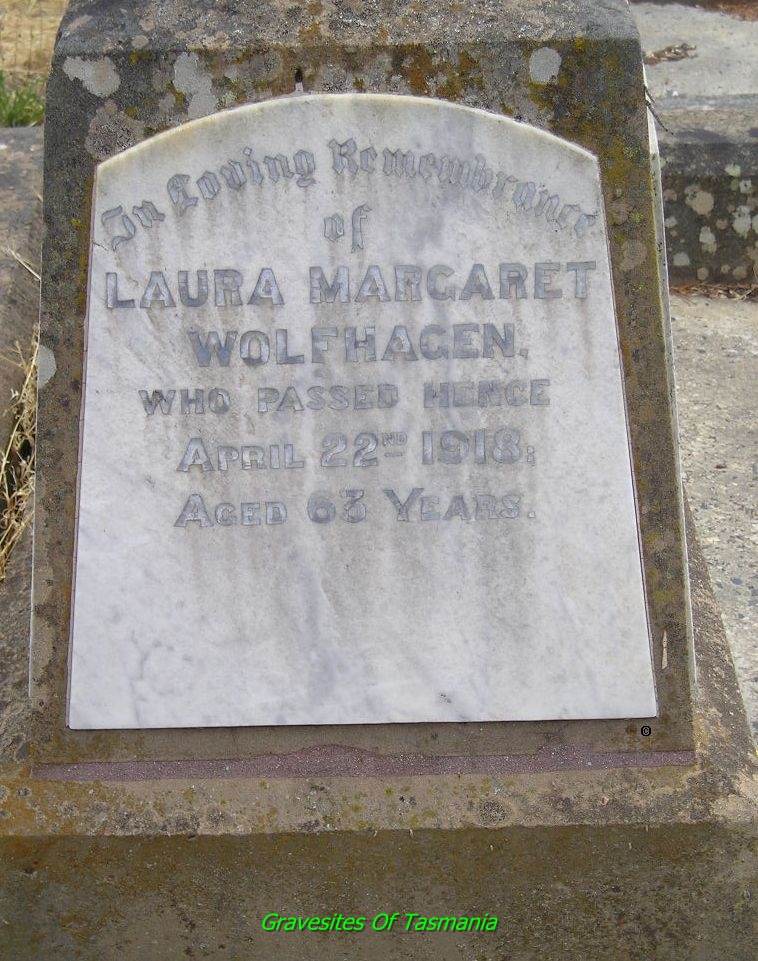 In Loving Remembrance
of
LAURA MARGARET
WOLFHAGEN.
WHO PASSED HENCE
APRIL 22ND 1918;
AGED 63 YEARS.
Gravesites Of Tasmania